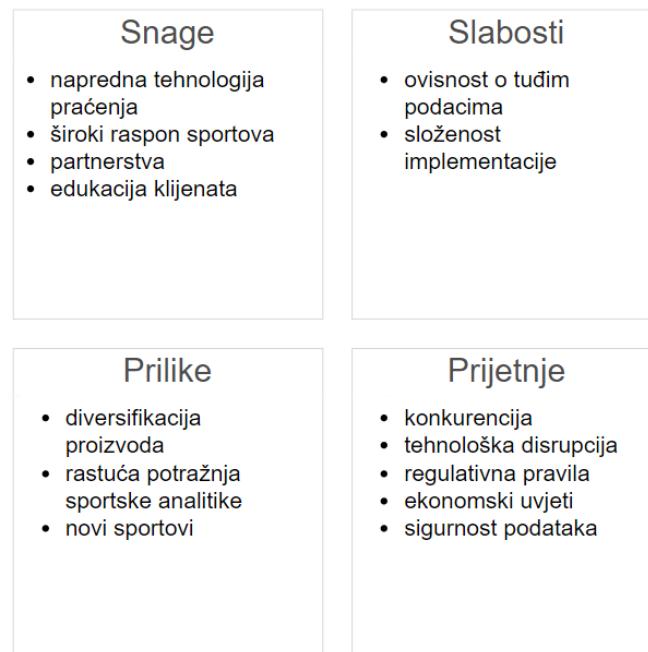 Snage
• napredna tehnologija
praćenja
• široki raspon sportova
• partnerstva
• edukacija klijenata
Slabosti
• ovisnost o tuđim
podacima
• složenost
implementacije
Prilike
• diversifikacija
proizvoda
• rastuća potražnja
sportske analitike
• novi sportovi
Prijetnje
• konkurencija
• tehnološka disrupcija
• regulativna pravila
• ekonomski uvjeti
• sigurnost podataka